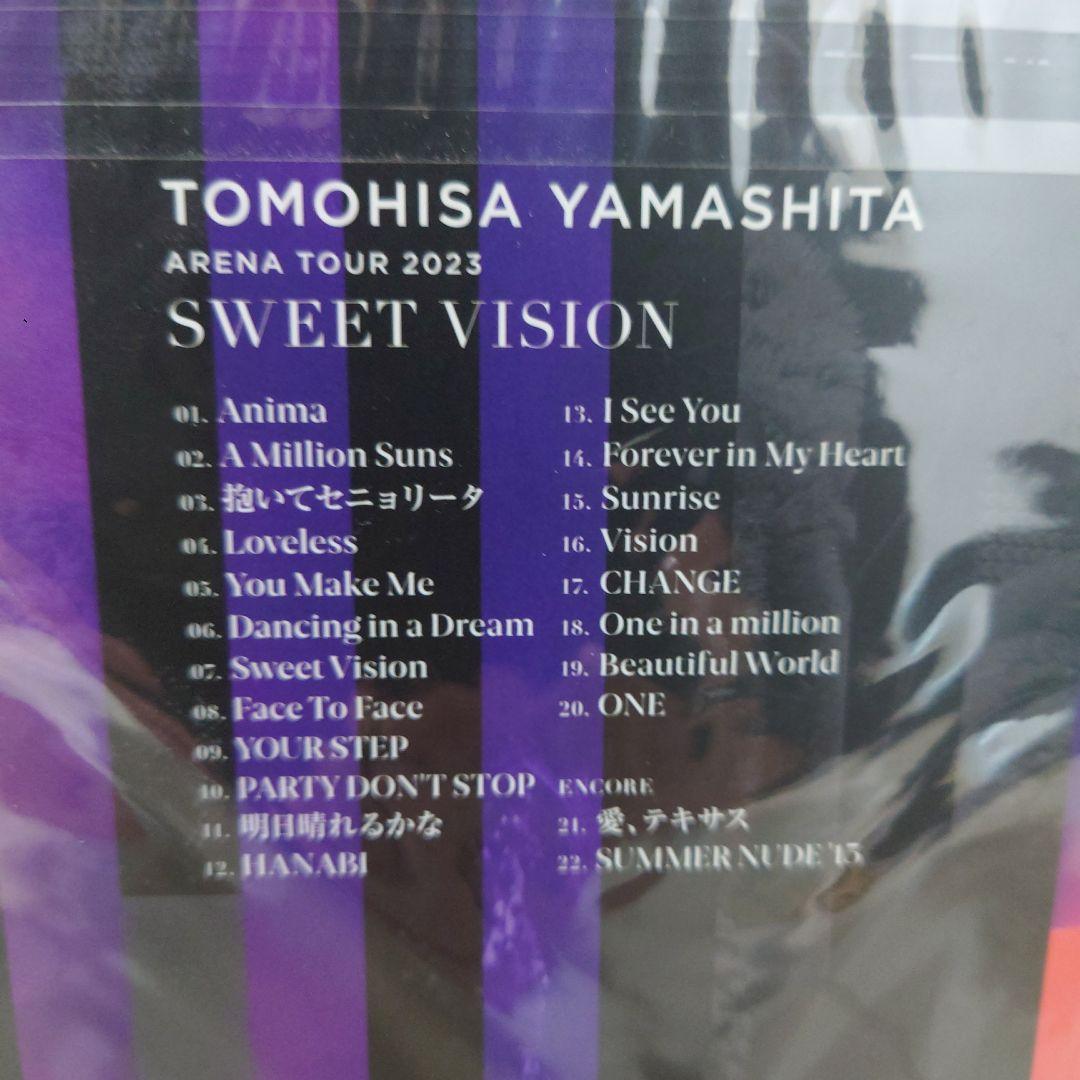 TOMOHISA YAMASHITA
ARENA TOUR 2023
SWEET VISION
01. Anima
02. A Million Suns
03. 抱いてセニョリータ
04. Loveless
05. You Make Me
06. Dancing in a Dream
07. Sweet Vision
08. Face To Face
09. YOUR STEP
10. PARTY DON'T STOP
11. 明日晴れるかな
12. HANABI
13. I See You
14. Forever in My Heart
15. Sunrise
16. Vision
17. CHANGE
18. One in a million
19. Beautiful World
20. ONE
ENCORE
21. 愛、テキサス
22. SUMMER NUDE '13